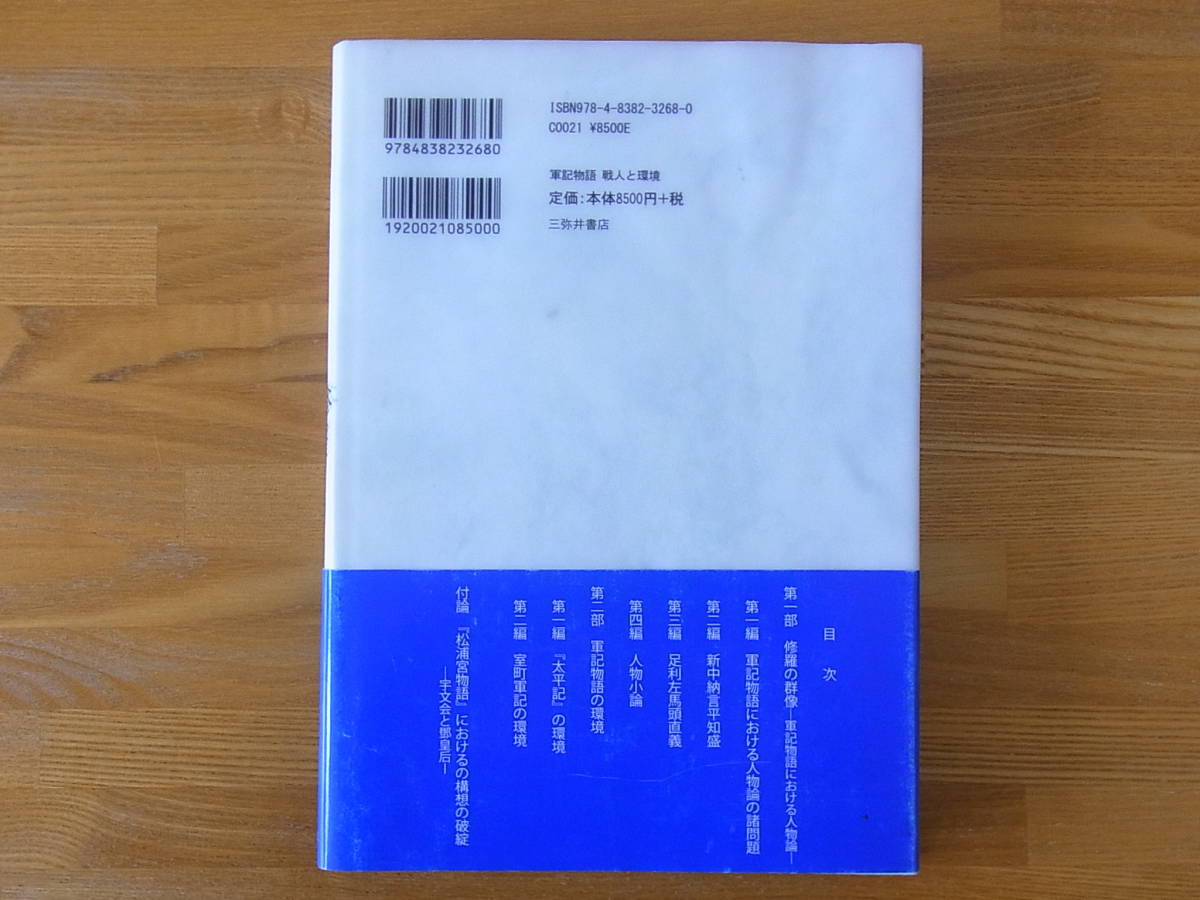 ISBN978-4-8382-3268-0
C0021 ¥8500E
9784838232680
軍記物語 戦人と環境
定価:本体8500円+税
1920021085000
三弥井書店
目次
第一部 修羅の群像―軍記物語における人物論―
第一編 軍記物語における人物論の諸問題
第二編 新中納言平知盛
第三編 足利左馬頭直義
第四編 人物小論
第二部 軍記物語の環境
第一編 『太平記』の環境
第二編 室町軍記の環境
付論 『松浦宮物語』におけるの構想の破綻
―宇文会と鄧皇后―